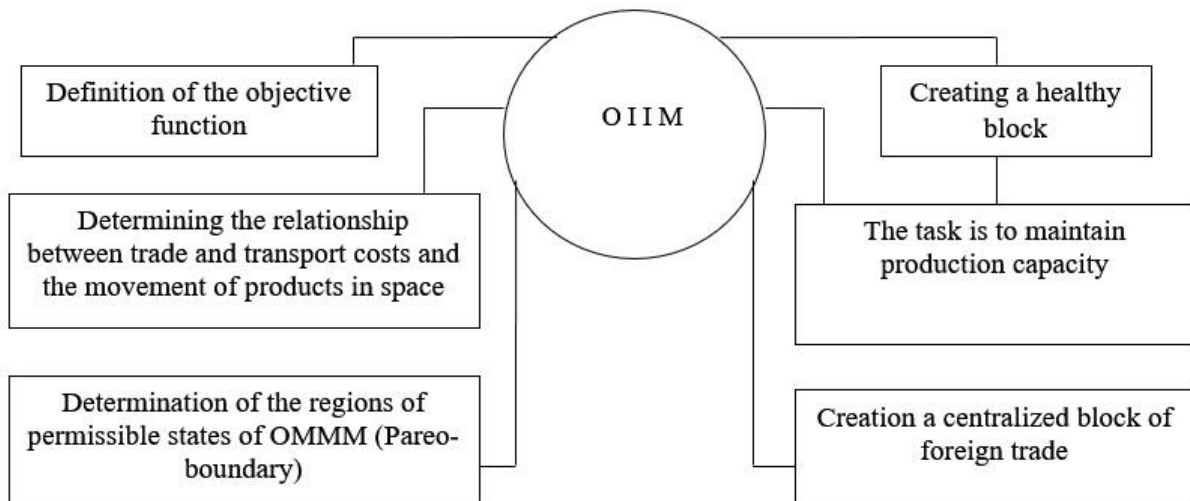 Definition of the objective
function
O I I M
Creating a healthy
block
Determining the relationship
between trade and transport costs and
the movement of products in space
The task is to maintain
production capacity
Determination of the regions of
permissible states of OMMM (Pareo-
boundary)
Creation a centralized block of
foreign trade